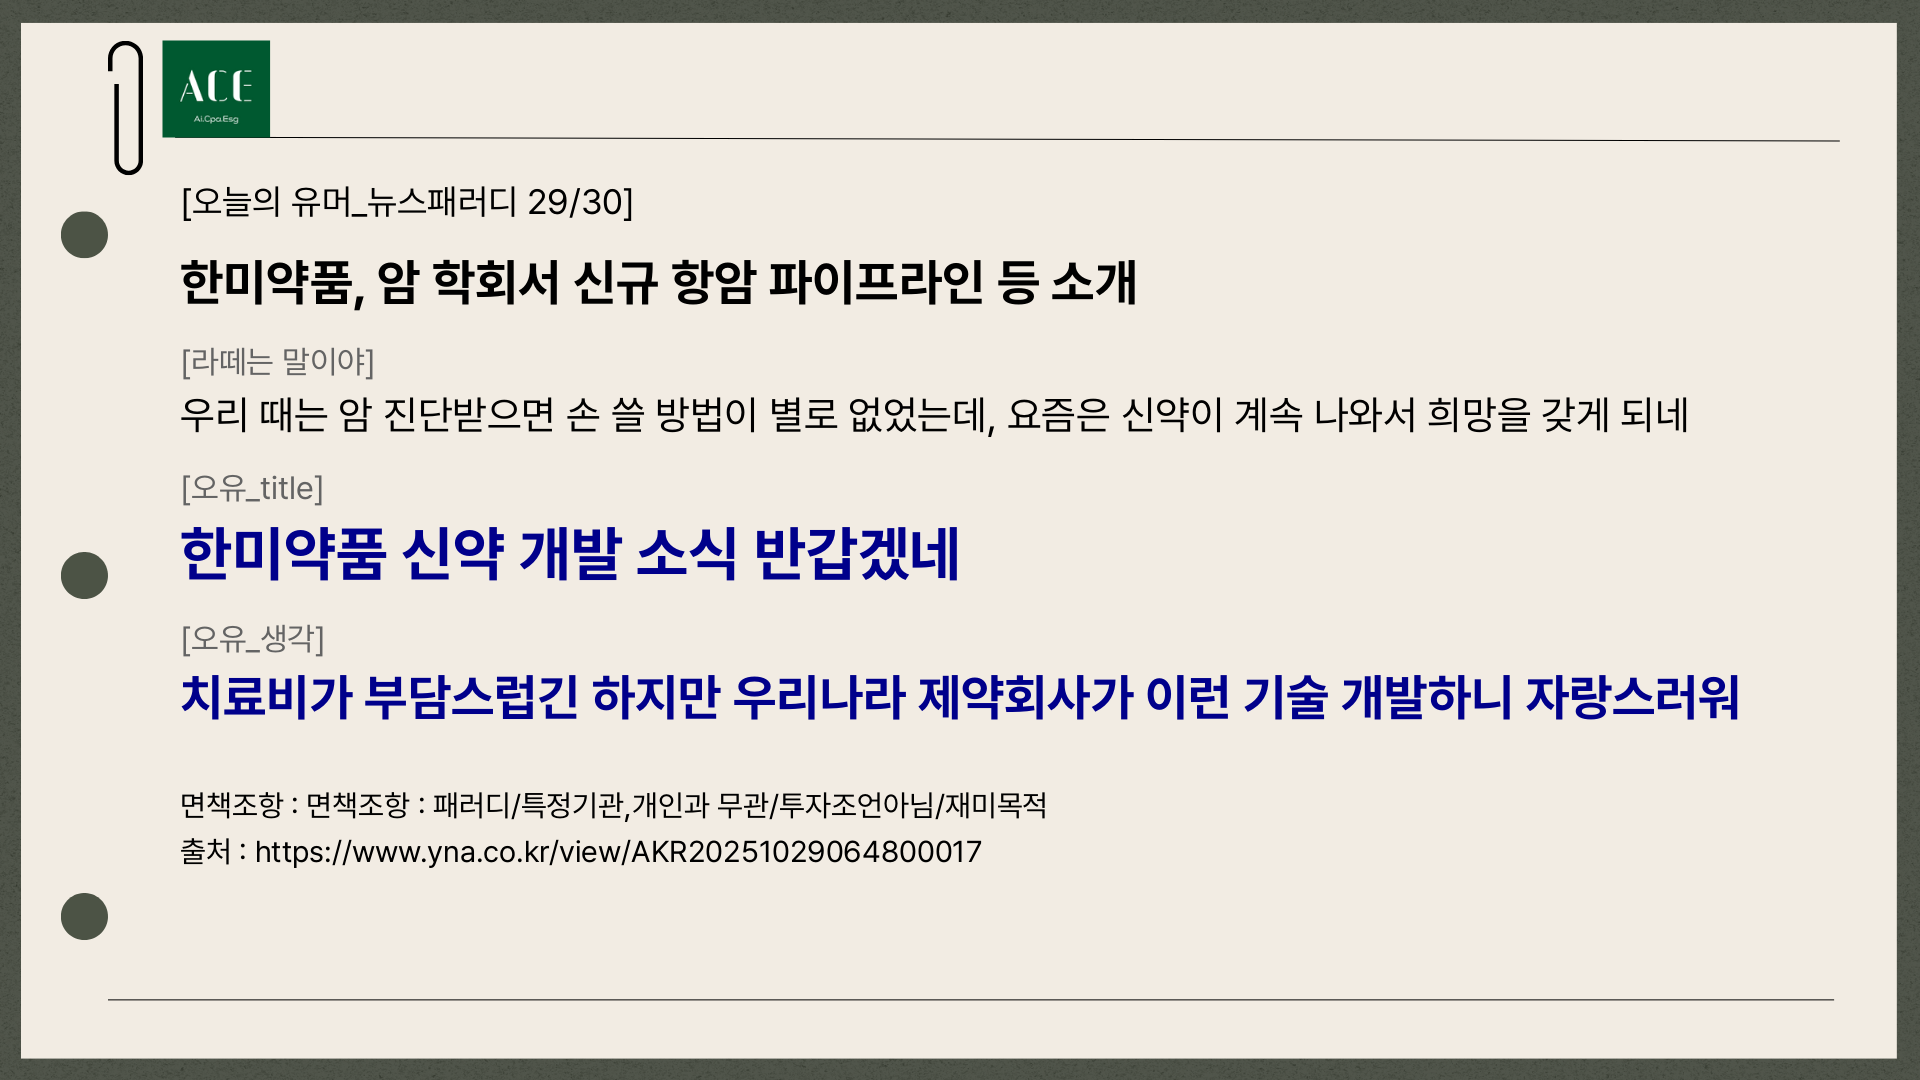 ACE
Ai.Cpa.Esg
[오늘의 유머_뉴스패러디 29/30]
한미약품, 암 학회서 신규 항암 파이프라인 등 소개
[라떼는 말이야]
우리 때는 암 진단받으면 손 쓸 방법이 별로 없었는데, 요즘은 신약이 계속 나와서 희망을 갖게 되네
[오유_title]
한미약품 신약 개발 소식 반갑겠네
[오유_생각]
치료비가 부담스럽긴 하지만 우리나라 제약회사가 이런 기술 개발하니 자랑스러워
면책조항 : 면책조항 : 패러디/특정기관,개인과 무관/투자조언아님/재미목적
출처 : https://www.yna.co.kr/view/AKR20251029064800017